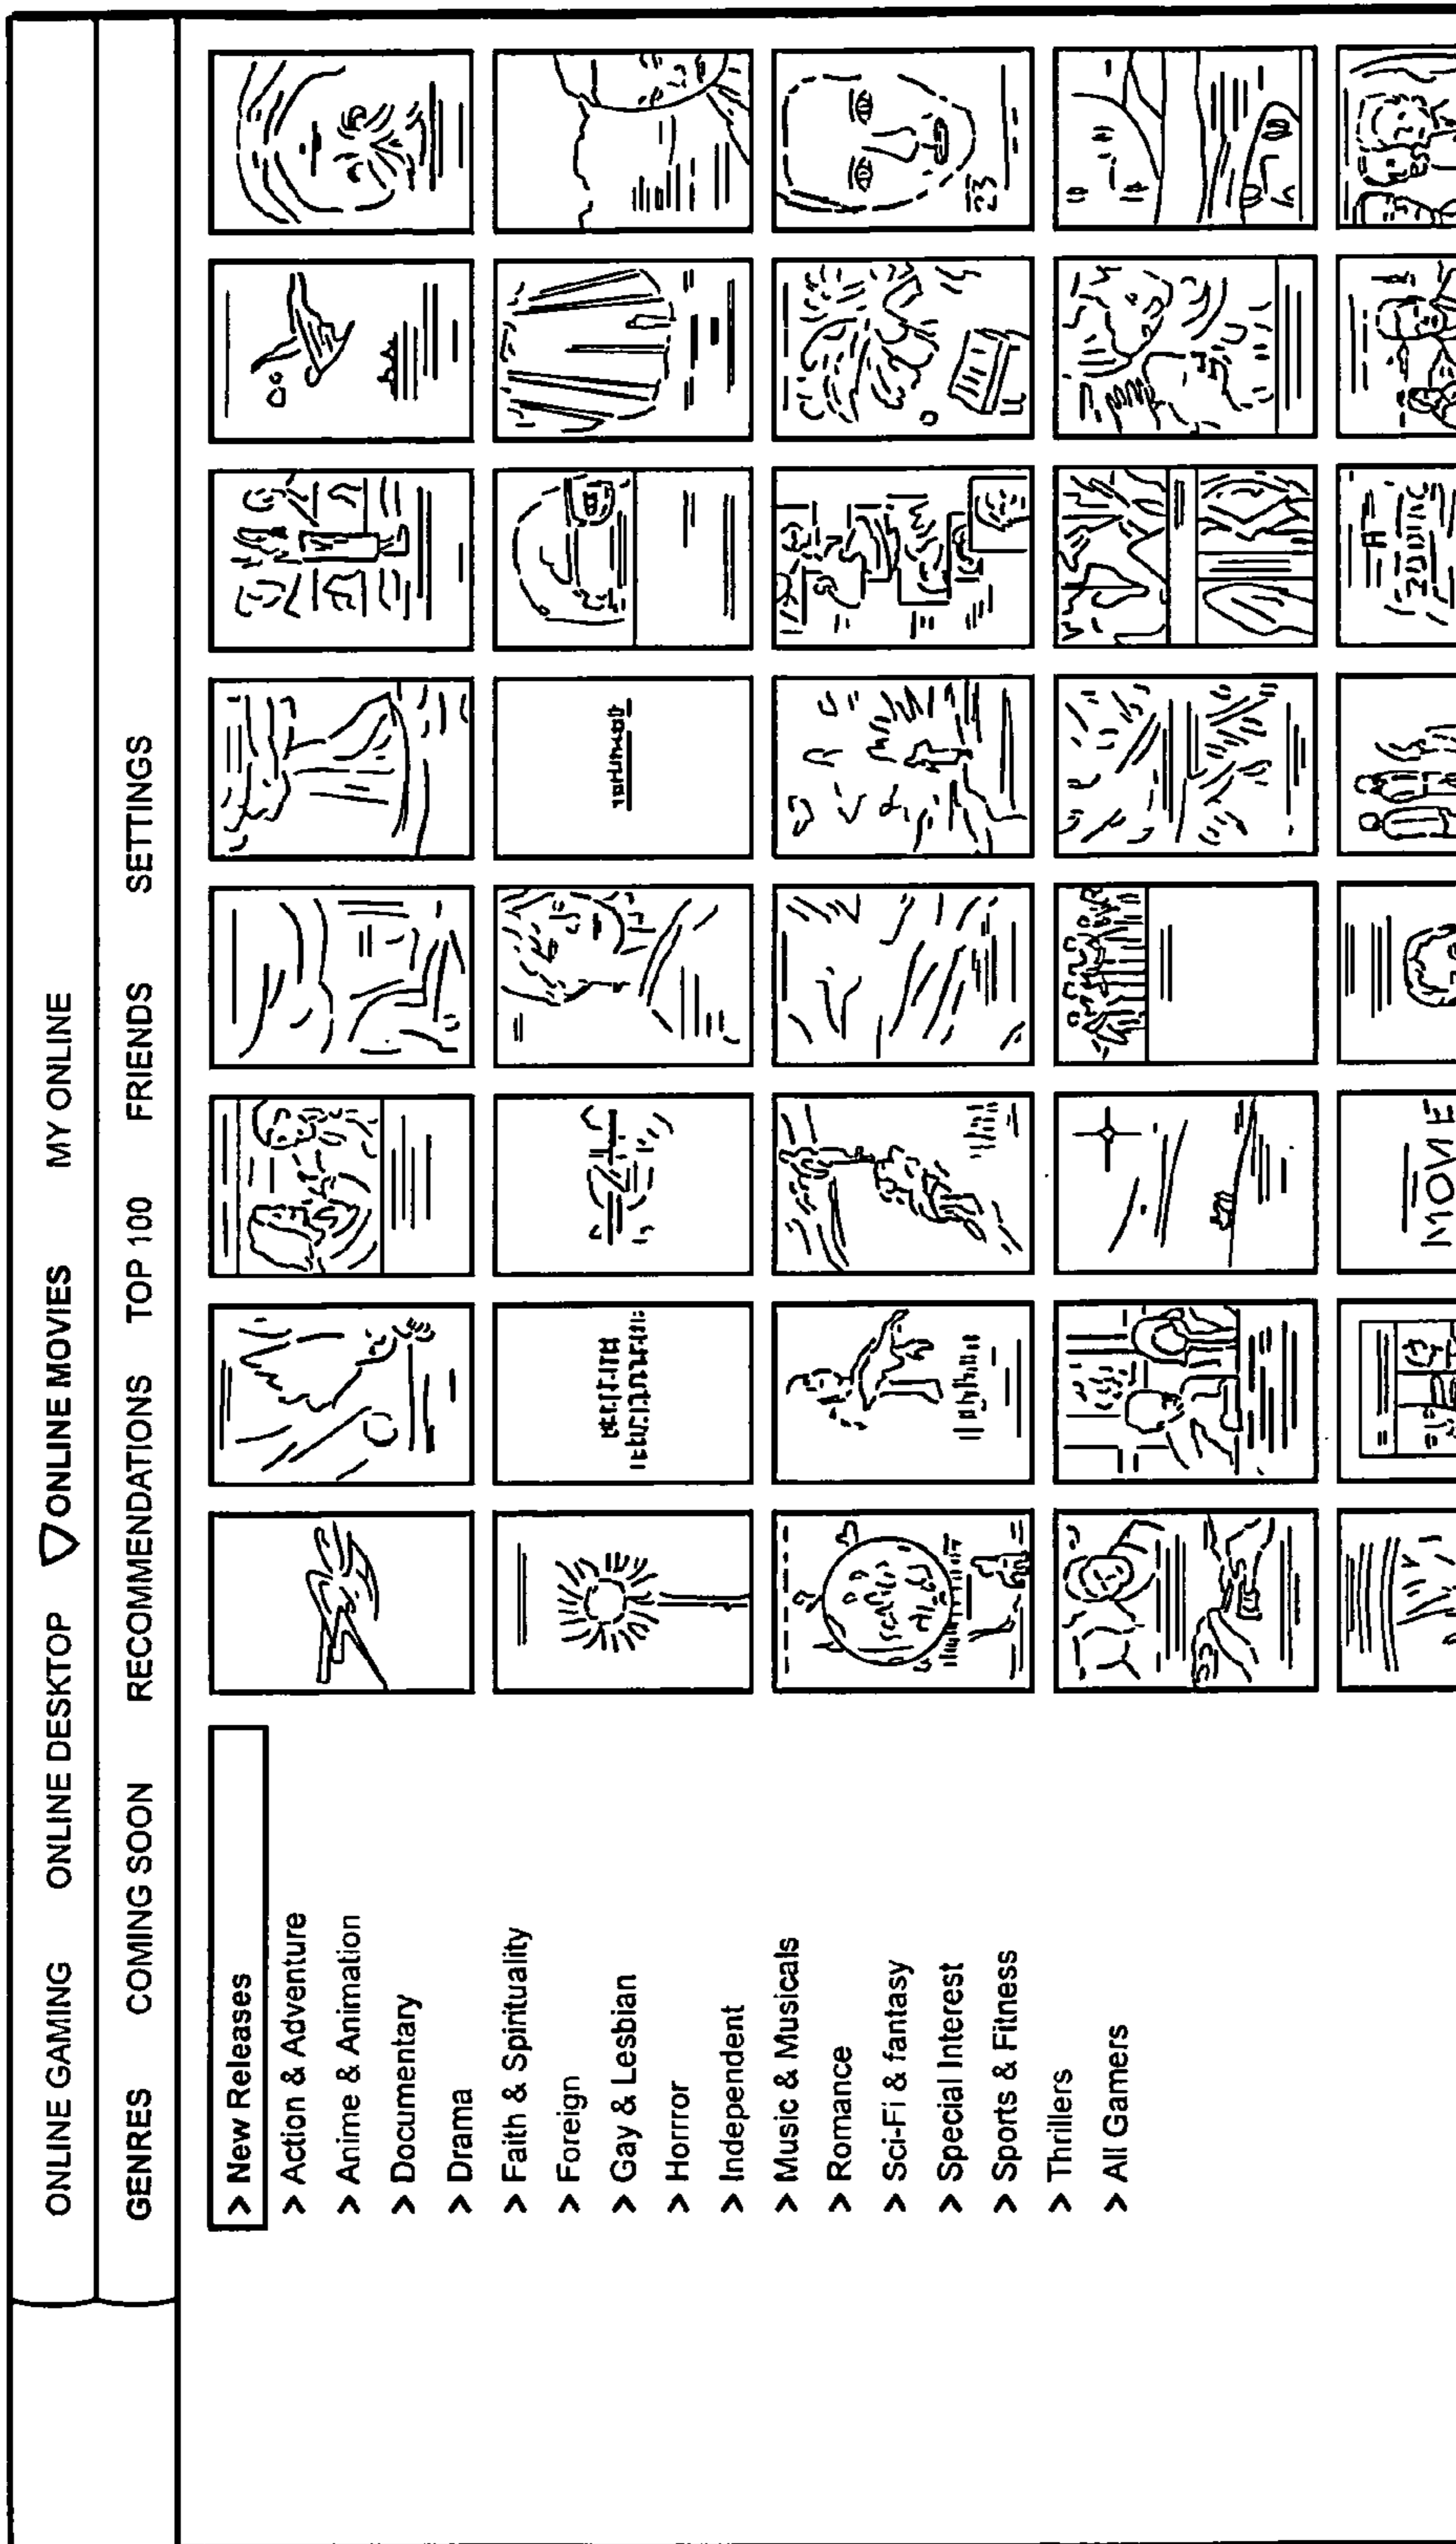 ONLINE GAMING ONLINE DESKTOP ONLINE MOVIES MY ONLINE
GENRES COMING SOON RECOMMENDATIONS TOP 100 FRIENDS SETTINGS
> New Releases
> Action & Adventure
> Anime & Animation
> Documentary
> Drama
> Faith & Spirituality
> Foreign
> Gay & Lesbian
> Horrror
> Independent
> Music & Musicals
> Romance
> Sci-Fi & fantasy
> Special Interest
> Sports & Fitness
> Thrillers
> All Gamers
23
MOVIE